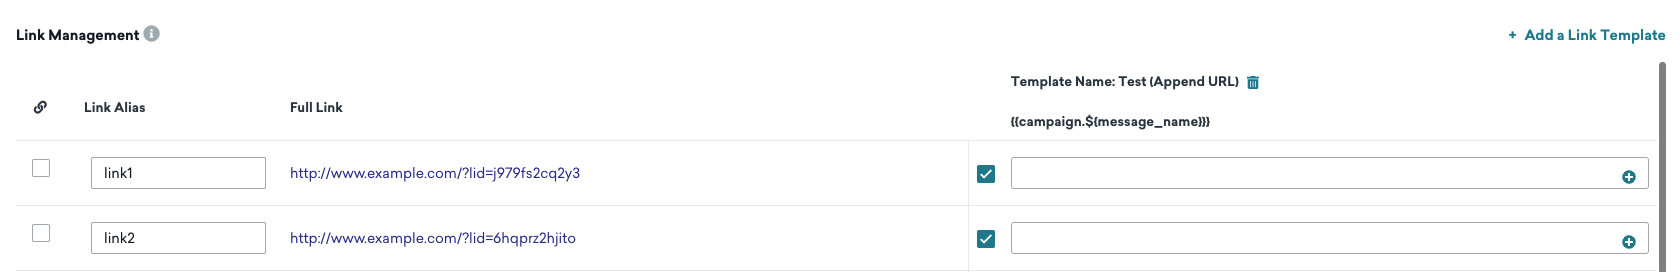 Link Management
+ Add a Link Template
Template Name: Test (Append URL)
Link Alias
Full Link
{{campaign.${message_name}}}
link1
http://www.example.com/?lid=j979fs2cq2y3
link2
http://www.example.com/?lid=6hqprz2hjito